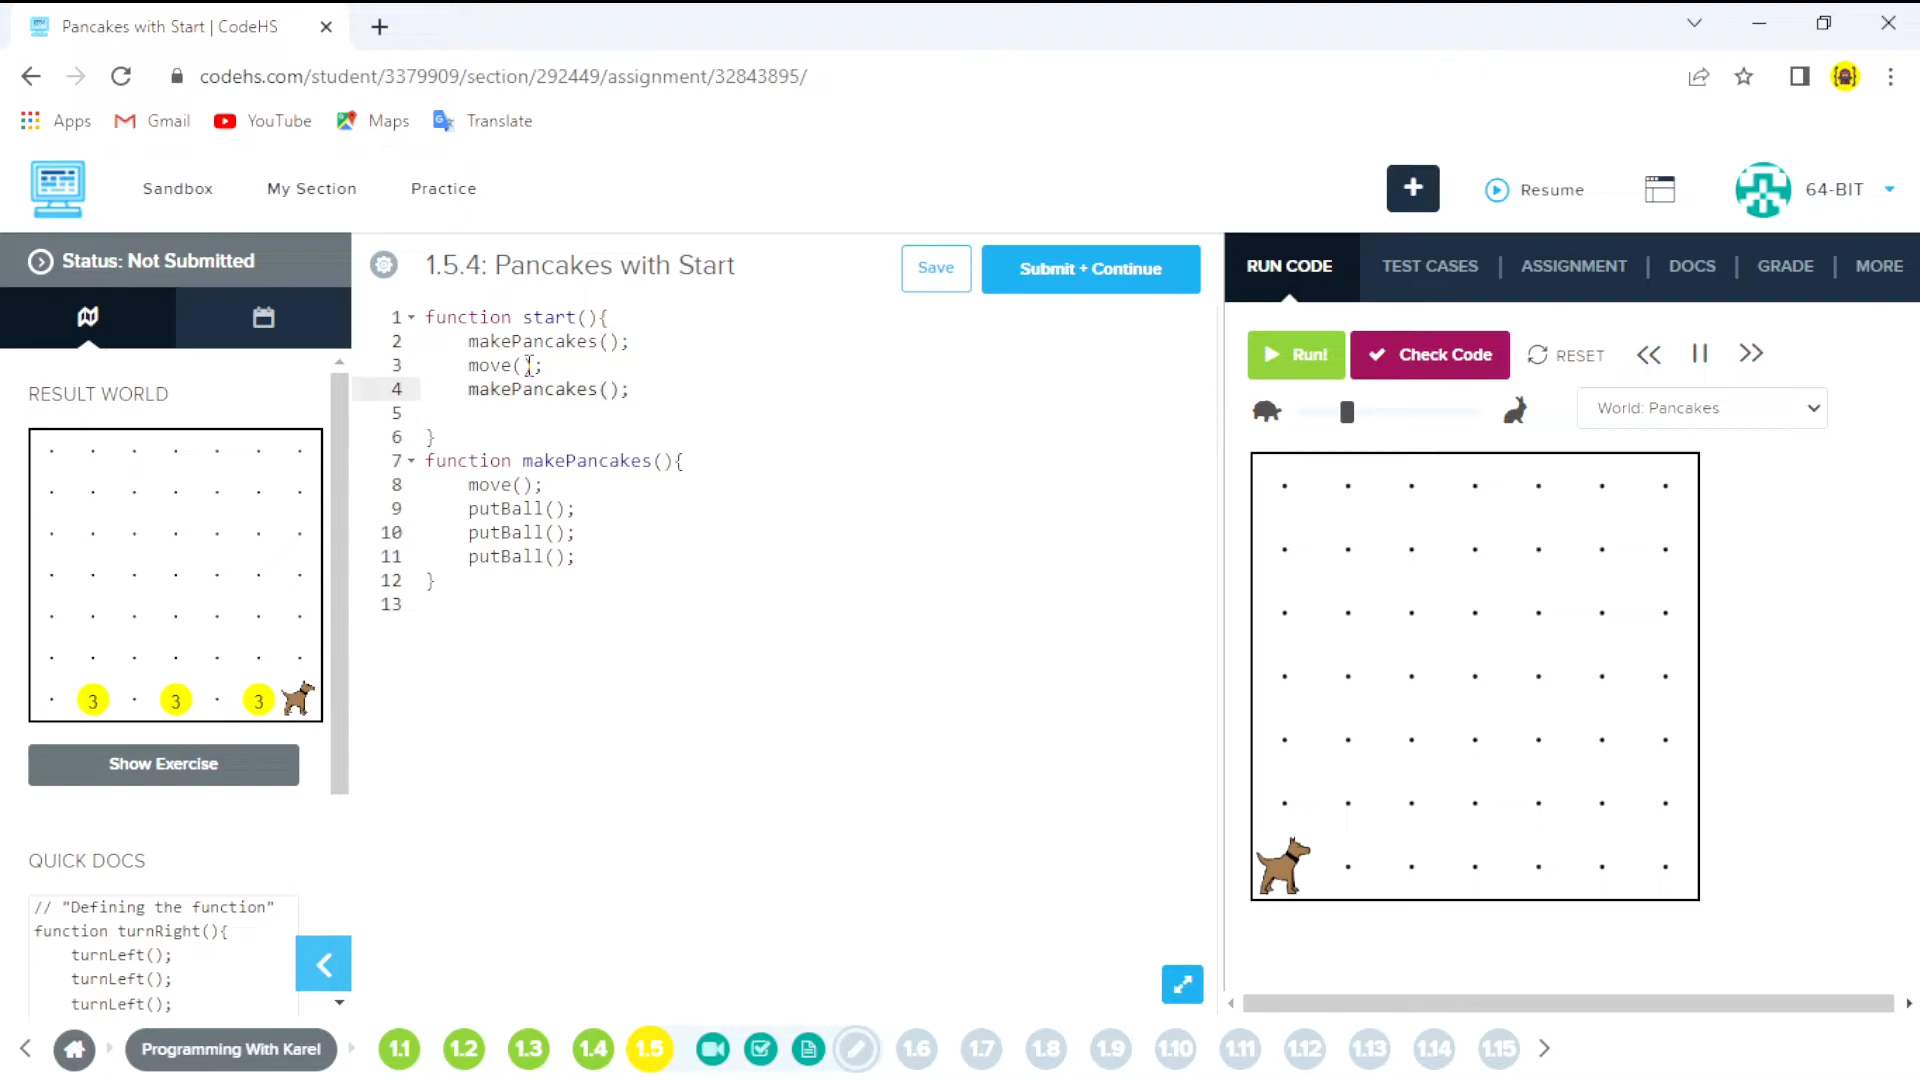 Pancakes with Start | CodeHS
codehs.com/student/3379909/section/292449/assignment/32843895/
Apps
Gmail
YouTube
Maps
Translate
Sandbox
My Section
Practice
+
Resume
64-BIT
Status: Not Submitted
1.5.4: Pancakes with Start
Save
Submit + Continue
RUN CODE
TEST CASES
ASSIGNMENT
DOCS
GRADE
MORE
1 function start(){
2 makePancakes();
3 move();
4 makePancakes();
5
6 }
7 function makePancakes(){
8 move();
9 putBall();
10 putBall();
11 putBall();
12 }
13
RESULT WORLD
3 3 3
Show Exercise
QUICK DOCS
// "Defining the function"
function turnRight(){
turnLeft();
turnLeft();
turnLeft();
Run!
Check Code
RESET
World: Pancakes
Programming With Karel
1.1 1.2 1.3 1.4 1.5 1.6 1.7 1.8 1.9 1.10 1.11 1.12 1.13 1.14 1.15